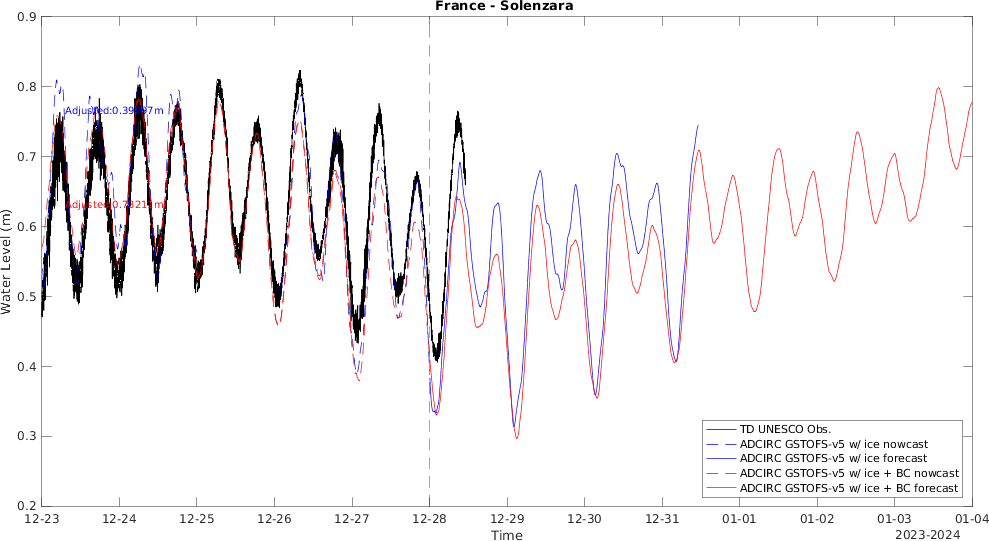 France - Solenzara
0.9
0.8
0.7
0.6
0.5
0.4
0.3
0.2
Water Level (m)
12-23
12-24
12-25
12-26
12-27
12-28
12-29
12-30
12-31
01-01
01-02
01-03
01-04
Time
2023-2024
TD UNESCO Obs.
ADCIRC GSTOFS-v5 w/ ice nowcast
ADCIRC GSTOFS-v5 w/ ice forecast
ADCIRC GSTOFS-v5 w/ ice + BC nowcast
ADCIRC GSTOFS-v5 w/ ice + BC forecast